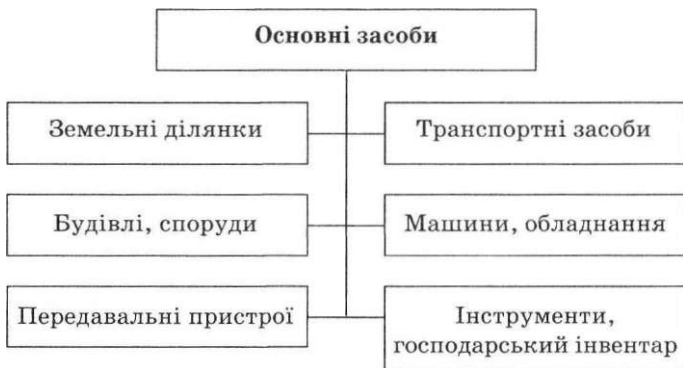 Основні засоби
Земельні ділянки
Транспортні засоби
Будівлі, споруди
Машини, обладнання
Передавальні пристрої
Інструменти,
господарський інвентар